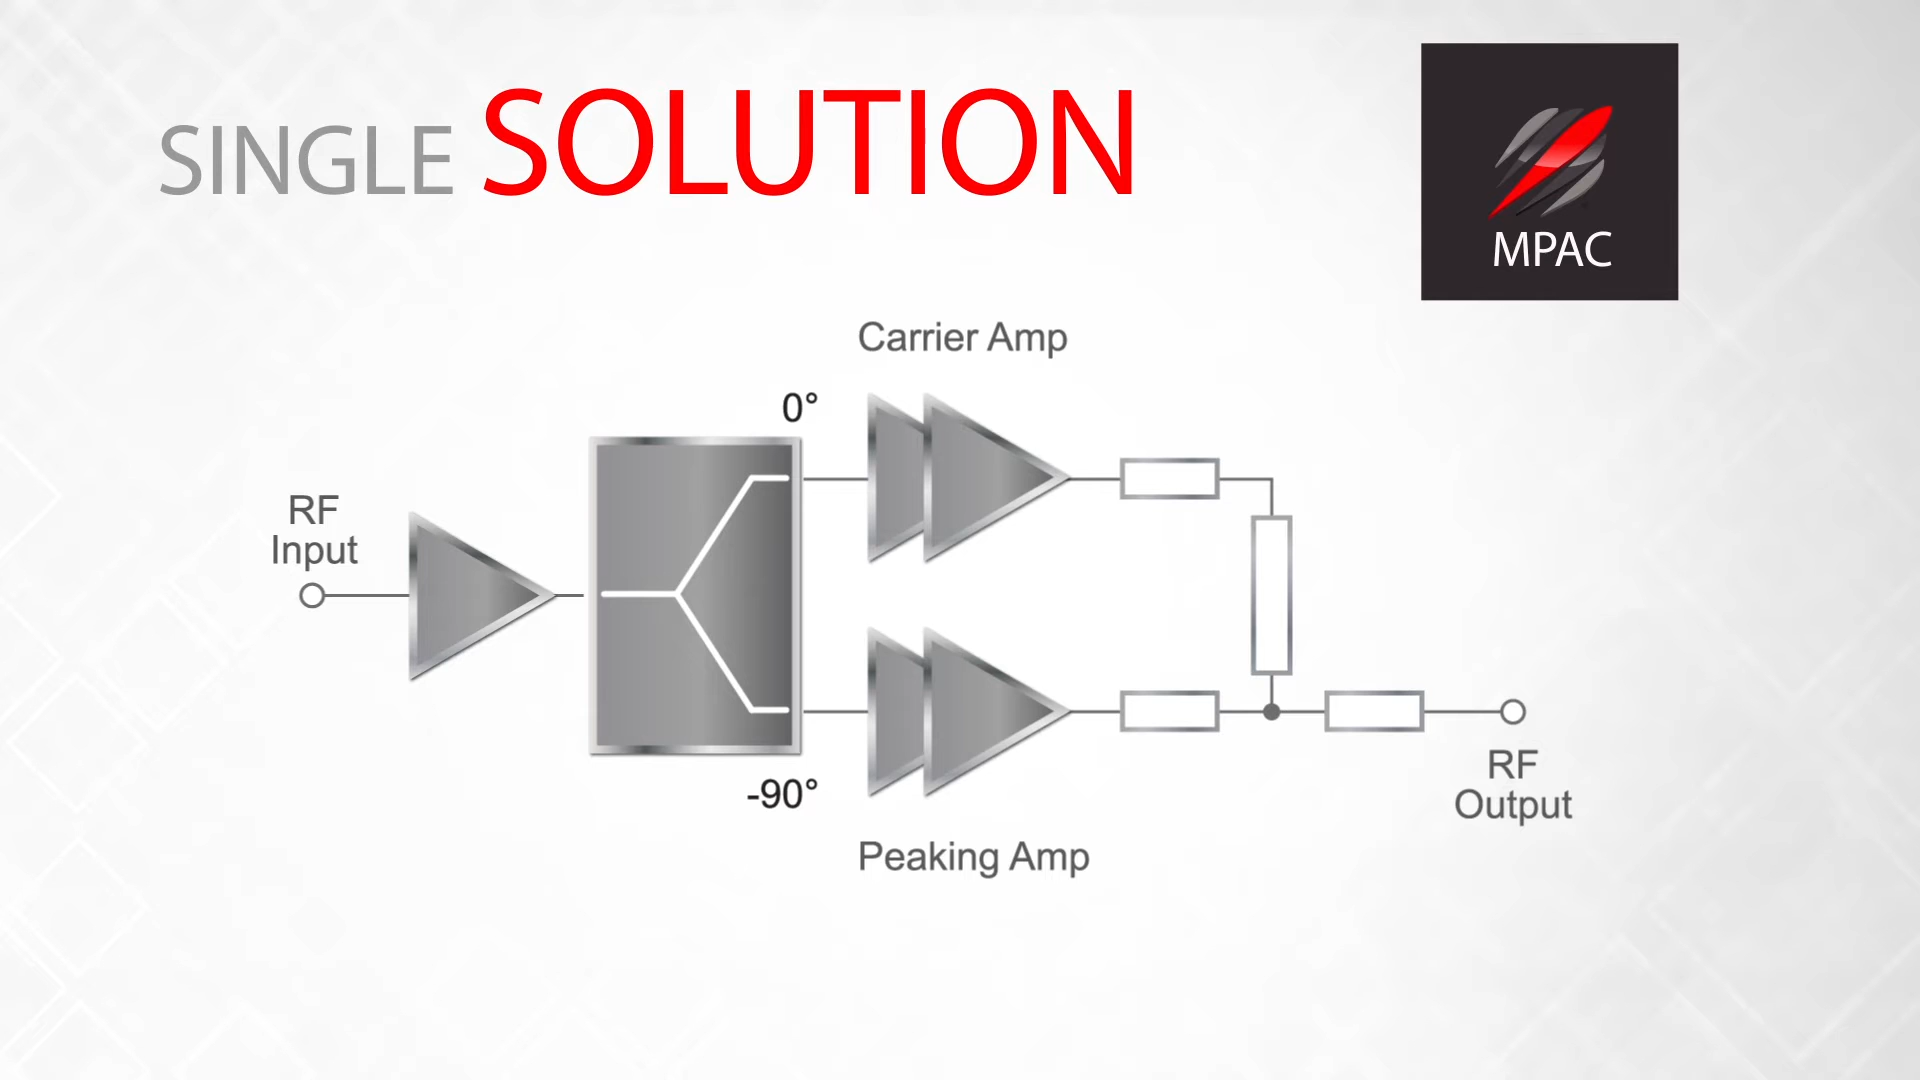 SINGLE SOLUTION
MPAC
Carrier Amp
0°
RF
Input
-90°
RF
Output
Peaking Amp